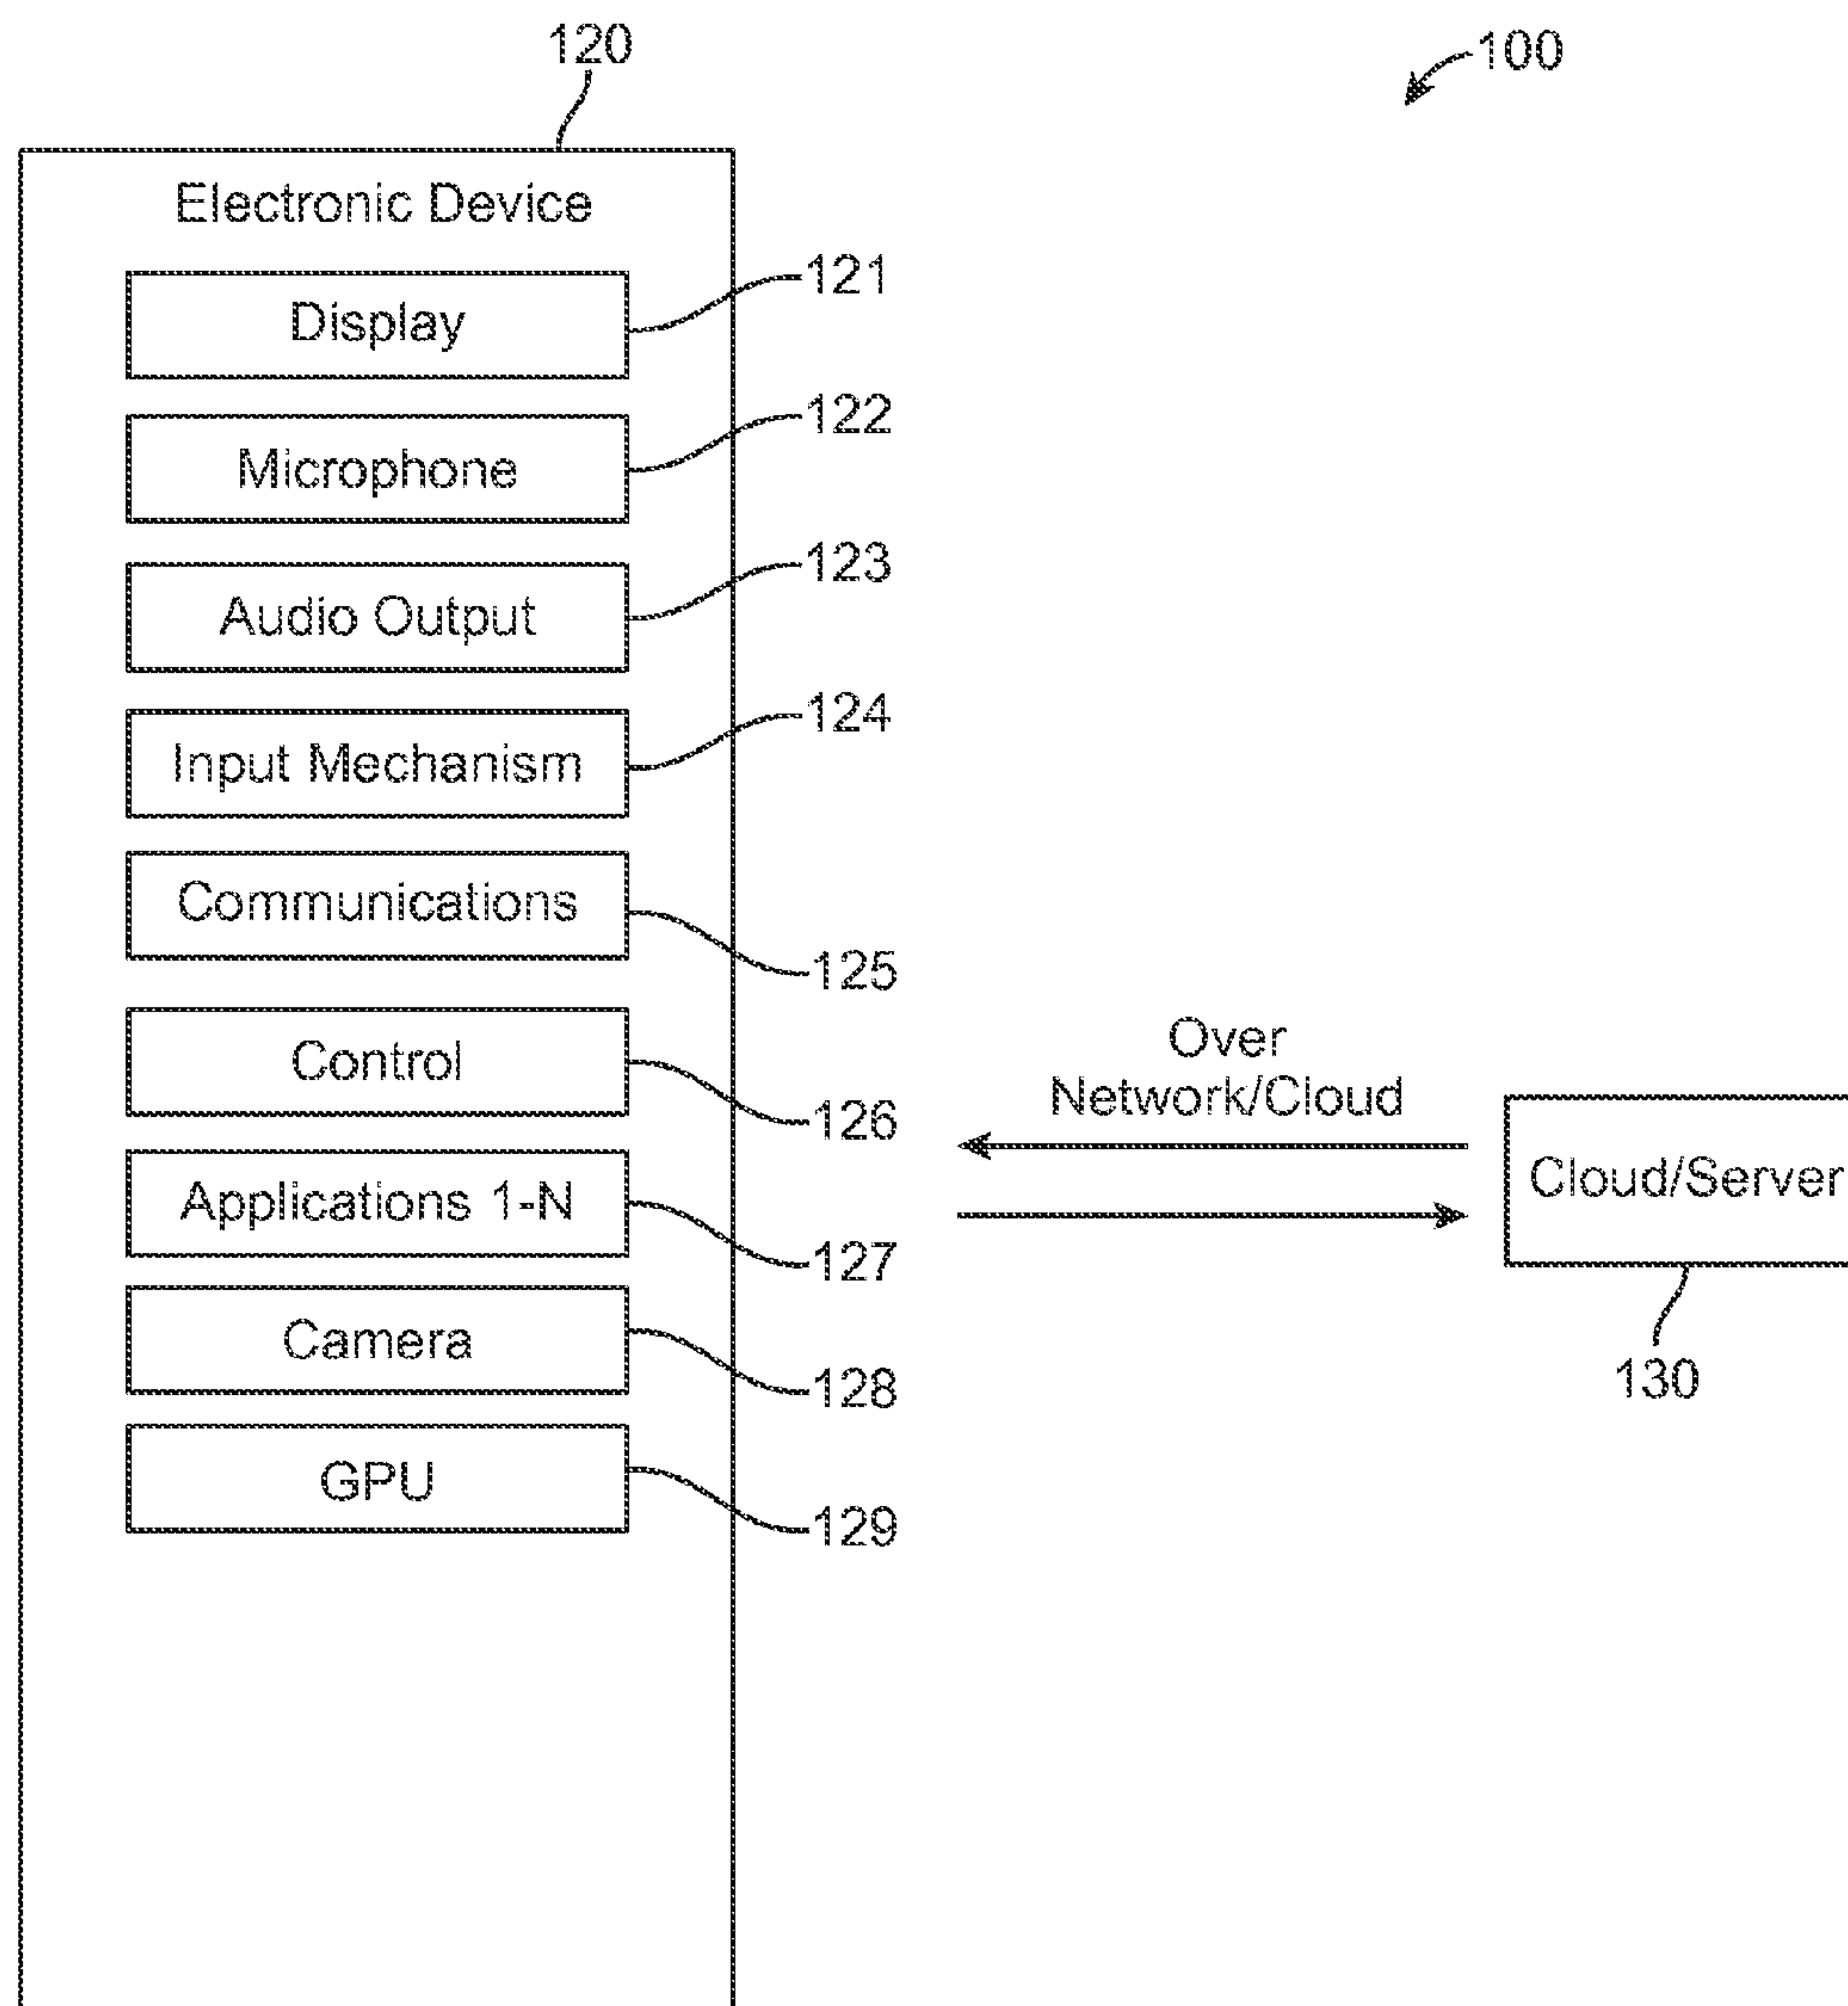 120
100
Electronic Device
Display
121
Microphone
122
Audio Output
123
Input Mechanism
124
Communications
125
Control
126
Applications 1-N
127
Camera
128
GPU
129
Over
Network/Cloud
Cloud/Server
130